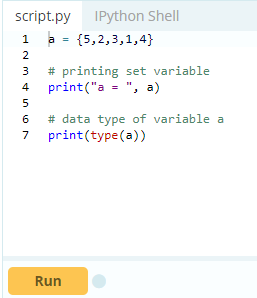 script.py IPython Shell
1 a = {5,2,3,1,4}
2
3 # printing set variable
4 print("a = ", a)
5
6 # data type of variable a
7 print(type(a))
Run